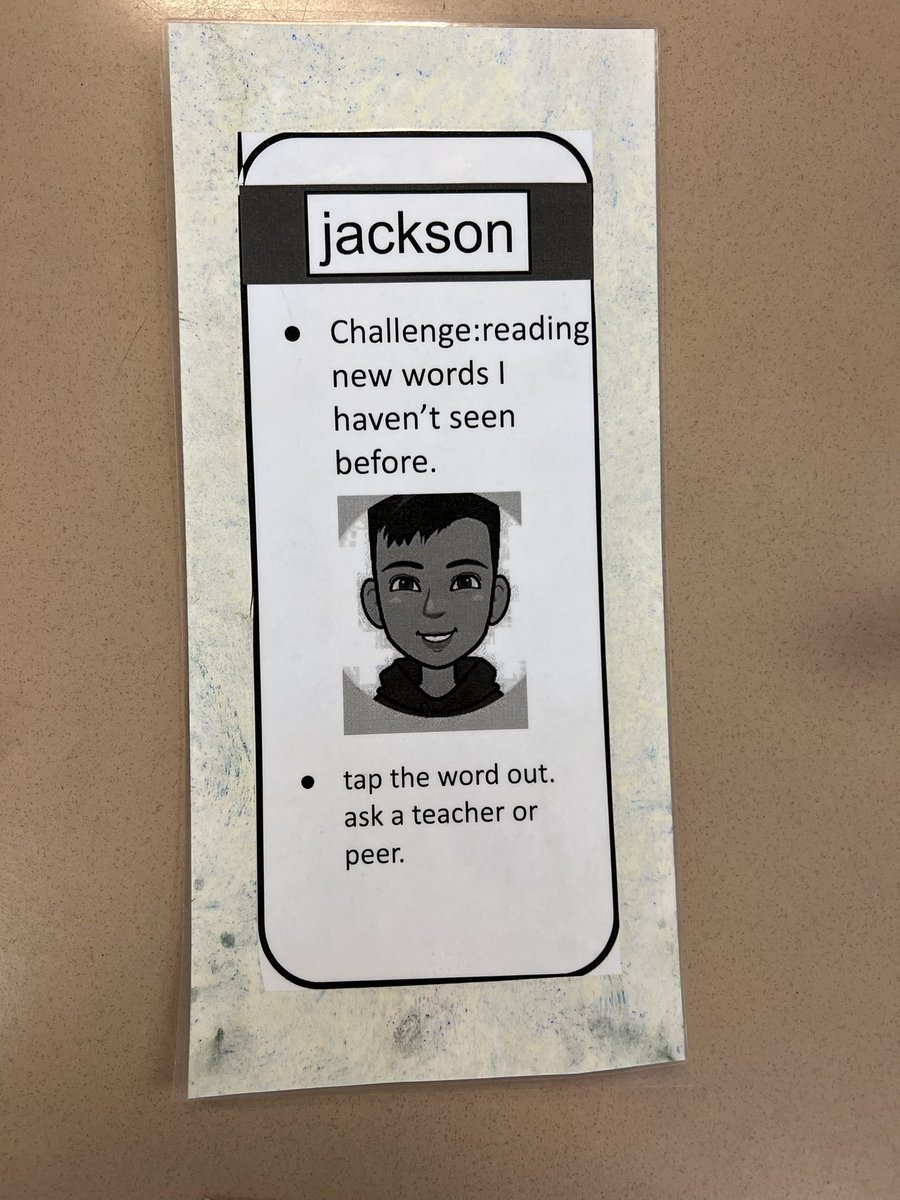 jackson
Challenge:reading
new words I
haven't seen
before.
tap the word out.
ask a teacher or
peer.